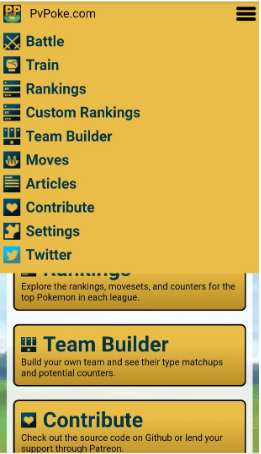 PvPoke.com
Battle
Train
Rankings
Custom Rankings
Team Builder
Moves
Articles
Contribute
Settings
Twitter
Rankings
Explore the rankings, movesets, and counters for the
top Pokemon in each league.
Team Builder
Build your own team and see their type matchups
and potential counters.
Contribute
Check out the source code on Github or lend your
support through Patreon.